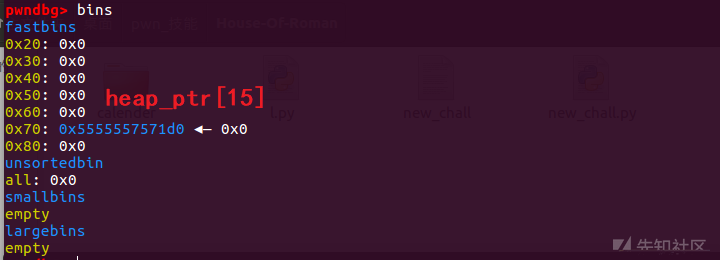 pwndbg> bins
fastbins
0x20: 0x0
0x30: 0x0
0x40: 0x0
0x50: 0x0
0x60: 0x0
heap_ptr[15]
0x70: 0x5555557571d0 ◂— 0x0
0x80: 0x0
unsortedbin
all: 0x0
smallbins
empty
largebins
empty
House-Of-Roman
calender
new_chall
new_chall.py
先知社区